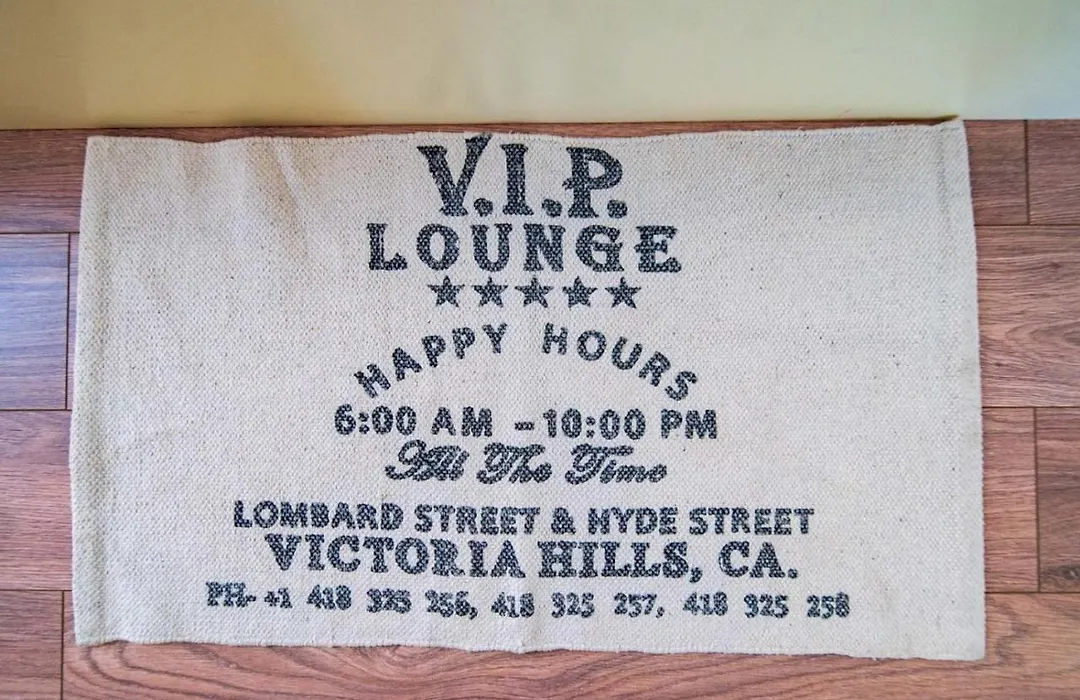 V.I.P.
LOUNGE
★★★★★
HAPPY HOURS
6:00 AM - 10:00 PM
All The Time
LOMBARD STREET & HYDE STREET
VICTORIA HILLS, CA.
PH- +1 418 325 256, 418 325 257, 418 325 258